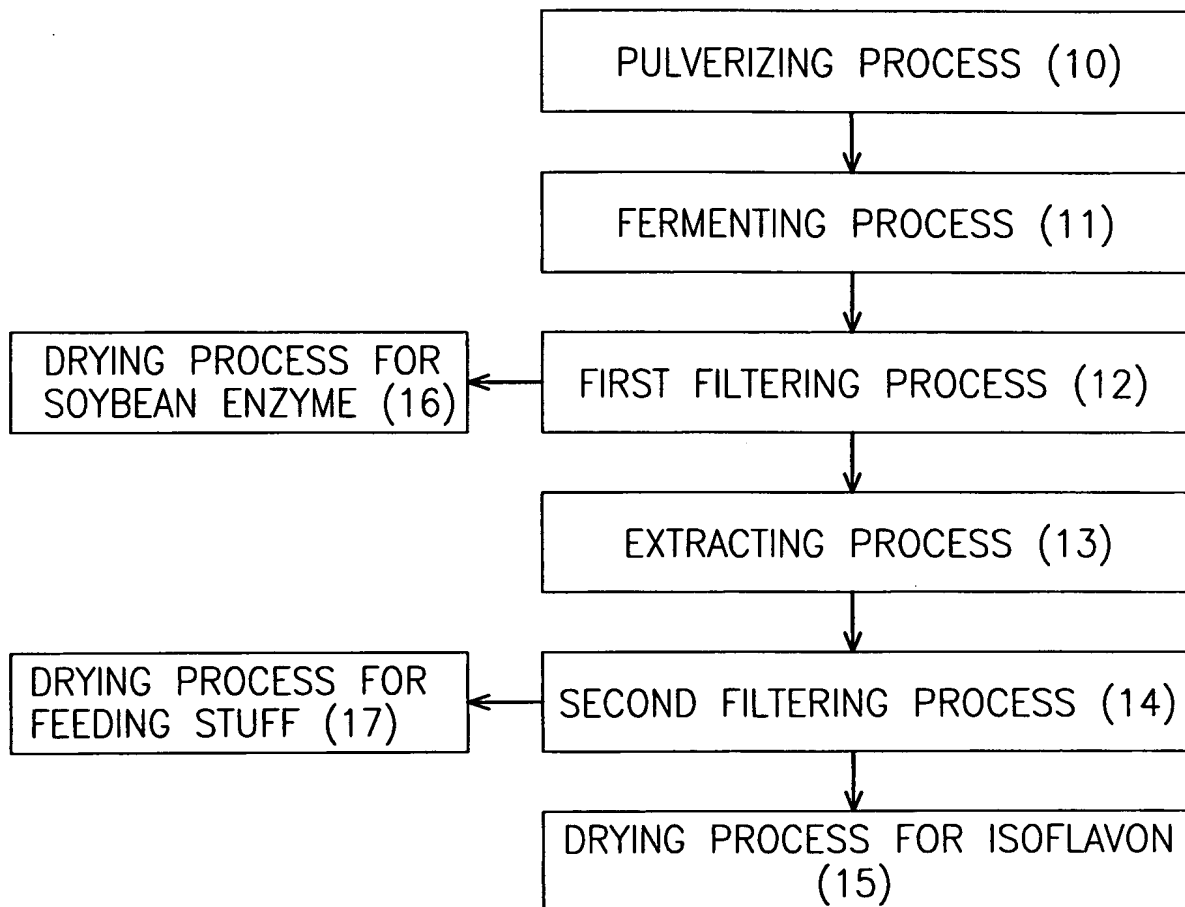 PULVERIZING PROCESS (10)
FERMENTING PROCESS (11)
DRYING PROCESS FOR
SOYBEAN ENZYME (16)
FIRST FILTERING PROCESS (12)
EXTRACTING PROCESS (13)
DRYING PROCESS FOR
FEEDING STUFF (17)
SECOND FILTERING PROCESS (14)
DRYING PROCESS FOR ISOFLAVON
(15)